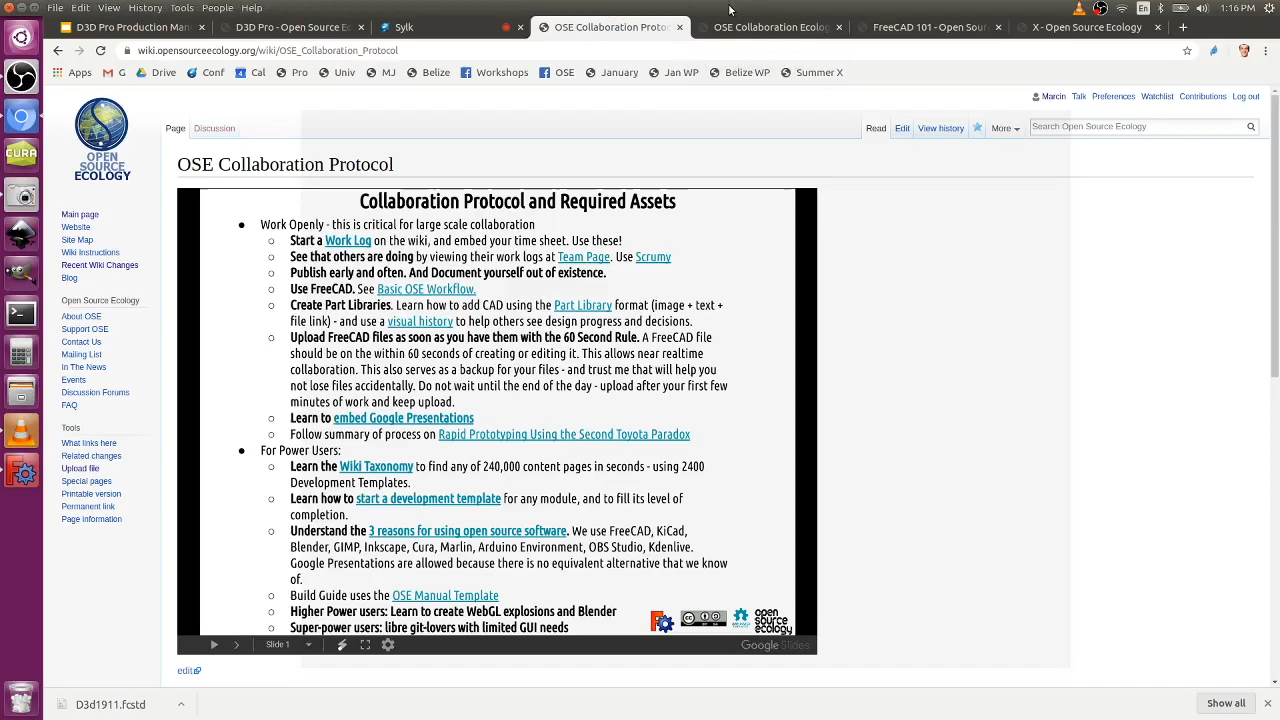 File Edit View History Bookmarks Tools Help
En
1:16 PM
D3D Pro Production Man
D3D Pro - Open Source Ec
Sylk
OSE Collaboration Protoc
OSE Collaboration Ecolog
FreeCAD 101 - Open Sour
X - Open Source Ecology
wiki.opensourceecology.org/wiki/OSE_Collaboration_Protocol
Apps G Drive Conf Cal Pro Univ MJ Belize Workshops OSE January Jan WP Belize WP Summer X
Marcin Talk Preferences Watchlist Contributions Log out
Page Discussion Read Edit View history More Search Open Source Ecology
OPEN
SOURCE
ECOLOGY
OSE Collaboration Protocol
Main page
Website
Site Map
Wiki Instructions
Recent Wiki Changes
Blog
Open Source Ecology
About OSE
Support OSE
Contact Us
Mailing List
In The News
Events
Discussion Forums
FAQ
Tools
What links here
Related changes
Upload file
Special pages
Printable version
Permanent link
Page information
CURA
Collaboration Protocol and Required Assets
● Work Openly - this is critical for large scale collaboration
○ Start a Work Log on the wiki, and embed your time sheet. Use these!
○ See that others are doing by viewing their work logs at Team Page. Use Scrumy
○ Publish early and often. And Document yourself out of existence.
○ Use FreeCAD. See Basic OSE Workflow.
○ Create Part Libraries. Learn how to add CAD using the Part Library format (image + text +
file link) - and use a visual history to help others see design progress and decisions.
○ Upload FreeCAD files as soon as you have them with the 60 Second Rule. A FreeCAD file
should be on the within 60 seconds of creating or editing it. This allows near realtime
collaboration. This also serves as a backup for your files - and trust me that will help you
not lose files accidentally. Do not wait until the end of the day - upload after your first few
minutes of work and keep upload.
○ Learn to embed Google Presentations
○ Follow summary of process on Rapid Prototyping Using the Second Toyota Paradox
● For Power Users:
○ Learn the Wiki Taxonomy to find any of 240,000 content pages in seconds - using 2400
Development Templates.
○ Learn how to start a development template for any module, and to fill its level of
completion.
○ Understand the 3 reasons for using open source software. We use FreeCAD, KiCad,
Blender, GIMP, Inkscape, Cura, Marlin, Arduino Environment, OBS Studio, Kdenlive.
Google Presentations are allowed because there is no equivalent alternative that we know
of.
○ Build Guide uses the OSE Manual Template
○ Higher Power users: Learn to create WebGL explosions and Blender
○ Super-power users: libre git-lovers with limited GUI needs
open
source
ecology
Slide 1
Google Slides
edit
D3d1911.fcstd
Show all